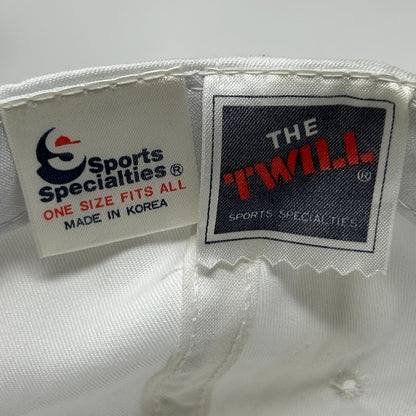 Sports
Specialties®
ONE SIZE FITS ALL
MADE IN KOREA
THE
TWILL®
SPORTS SPECIALTIES